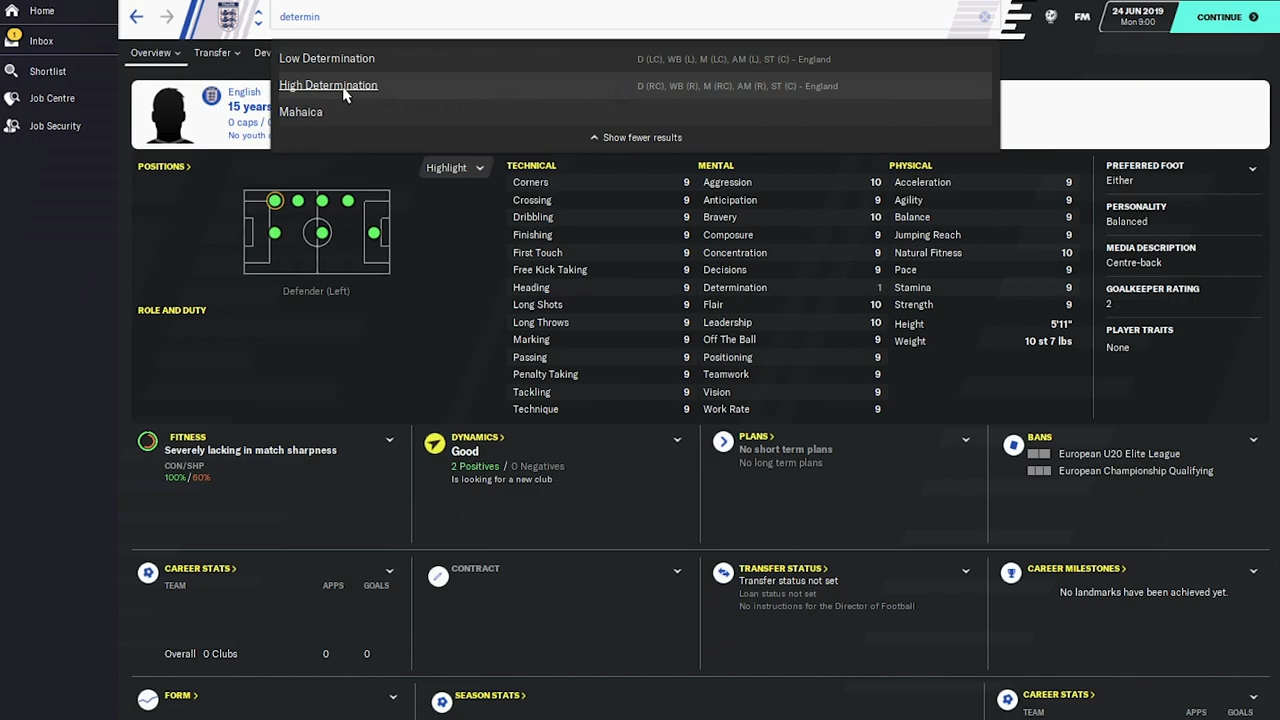 Home
determin
FM
24 JUN 2019
Mon 9:00
CONTINUE
1
Inbox
Shortlist
Job Centre
Job Security
Overview
Transfer
Dev
Low Determination
D (LC), WB (L), M (LC), AM (L), ST (C) - England
High Determination
D (RC), WB (R), M (RC), AM (R), ST (C) - England
Mahaica
Show fewer results
English
15 years
0 caps /
No youth
POSITIONS >
Highlight
Defender (Left)
ROLE AND DUTY
TECHNICAL
Corners 9
Crossing 9
Dribbling 9
Finishing 9
First Touch 9
Free Kick Taking 9
Heading 9
Long Shots 9
Long Throws 9
Marking 9
Passing 9
Penalty Taking 9
Tackling 9
Technique 9
MENTAL
Aggression 10
Anticipation 9
Bravery 10
Composure 9
Concentration 9
Decisions 9
Determination 1
Flair 10
Leadership 10
Off The Ball 9
Positioning 9
Teamwork 9
Vision 9
Work Rate 9
PHYSICAL
Acceleration 9
Agility 9
Balance 9
Jumping Reach 9
Natural Fitness 10
Pace 9
Stamina 9
Strength 9
Height 5'11"
Weight 10 st 7 lbs
PREFERRED FOOT
Either
PERSONALITY
Balanced
MEDIA DESCRIPTION
Centre-back
GOALKEEPER RATING
2
PLAYER TRAITS
None
FITNESS
Severely lacking in match sharpness
CON/SHP
100% / 60%
DYNAMICS >
Good
2 Positives / 0 Negatives
Is looking for a new club
PLANS >
No short term plans
No long term plans
BANS
European U20 Elite League
European Championship Qualifying
CAREER STATS >
TEAM APPS GOALS
Overall 0 Clubs 0 0
CONTRACT
TRANSFER STATUS >
Transfer status not set
Loan status not set
No instructions for the Director of Football
CAREER MILESTONES >
No landmarks have been achieved yet.
FORM >
SEASON STATS >
CAREER STATS >
TEAM APPS GOALS